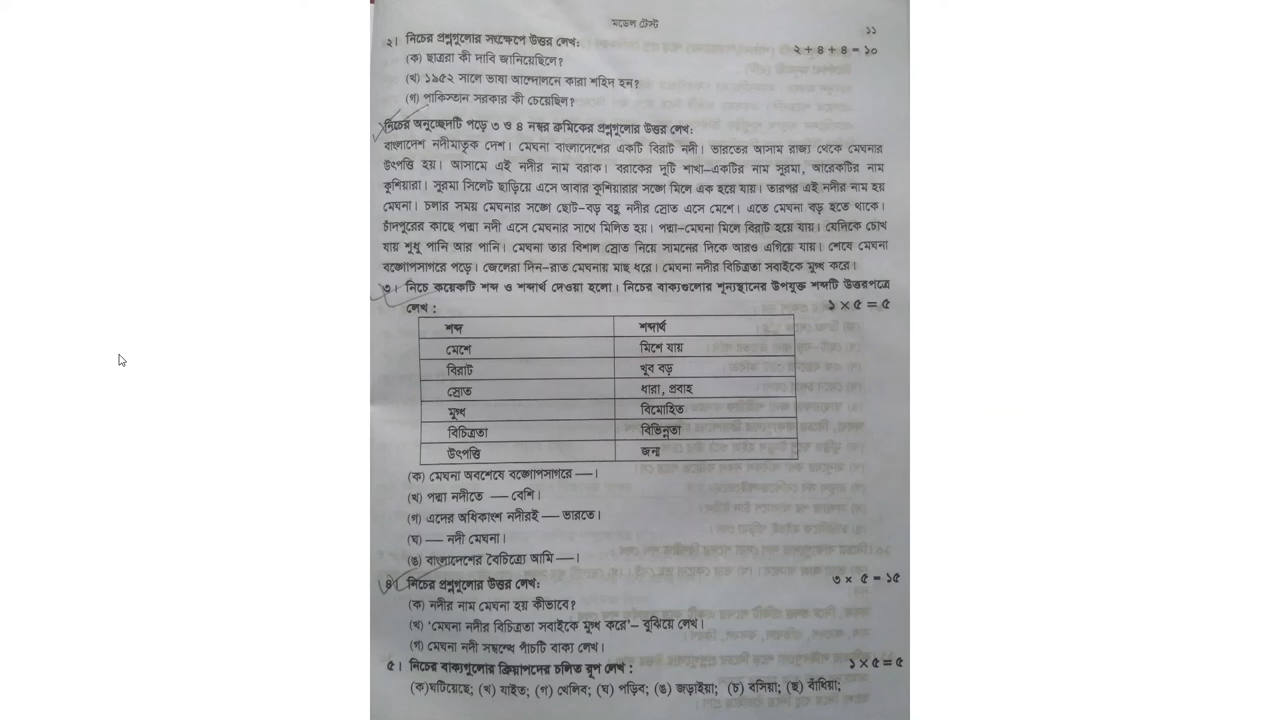 মডেল টেস্ট
১১
২। নিচের প্রশ্নগুলোর সংক্ষেপে উত্তর লেখ:
২ + ৪ + ৪ = ১০
(ক) ছাত্ররা কী দাবি জানিয়েছিলে?
(খ) ১৯৫২ সালে ভাষা আন্দোলনে কারা শহিদ হন?
(গ) পাকিস্তান সরকার কী চেয়েছিল?
নিচের অনুচ্ছেদটি পড়ে ৩ ও ৪ নম্বর ক্রমিকের প্রশ্নগুলোর উত্তর লেখ:
বাংলাদেশ নদীমাতৃক দেশ। মেঘনা বাংলাদেশের একটি বিরাট নদী। ভারতের আসাম রাজ্য থেকে মেঘনার
উৎপত্তি হয়। আসামে এই নদীর নাম বরাক। বরাকের দুটি শাখা–একটির নাম সুরমা, আরেকটির নাম
কুশিয়ারা। সুরমা সিলেট ছাড়িয়ে এসে আবার কুশিয়ারার সঙ্গে মিলে এক হয়ে যায়। তারপর এই নদীর নাম হয়
মেঘনা। চলার সময় মেঘনার সঙ্গে ছোট-বড় বহু নদীর স্রোত এসে মেশে। এতে মেঘনা বড় হতে থাকে।
চাঁদপুরের কাছে পদ্মা নদী এসে মেঘনার সাথে মিলিত হয়। পদ্মা-মেঘনা মিলে বিরাট হয়ে যায়। যেদিকে চোখ
যায় শুধু পানি আর পানি। মেঘনা তার বিশাল স্রোত নিয়ে সামনের দিকে আরও এগিয়ে যায়। শেষে মেঘনা
বঙ্গোপসাগরে পড়ে। জেলেরা দিন-রাত মেঘনায় মাছ ধরে। মেঘনা নদীর বিচিত্রতা সবাইকে মুগ্ধ করে।
৩। নিচে কয়েকটি শব্দ ও শব্দার্থ দেওয়া হলো। নিচের বাক্যগুলোর শূন্যস্থানের উপযুক্ত শব্দটি উত্তরপত্রে
লেখ :
১ × ৫ = ৫
শব্দ শব্দার্থ
মেশে মিশে যায়
বিরাট খুব বড়
স্রোত ধারা, প্রবাহ
মুগ্ধ বিমোহিত
বিচিত্রতা বিভিন্নতা
উৎপত্তি জন্ম
(ক) মেঘনা অবশেষে বঙ্গোপসাগরে —।
(খ) পদ্মা নদীতে — বেশি।
(গ) এদের অধিকাংশ নদীরই — ভারতে।
(ঘ) — নদী মেঘনা।
(ঙ) বাংলাদেশের বৈচিত্র্যে আমি —।
৪। নিচের প্রশ্নগুলোর উত্তর লেখ:
৩ × ৫ = ১৫
(ক) নদীর নাম মেঘনা হয় কীভাবে?
(খ) 'মেঘনা নদীর বিচিত্রতা সবাইকে মুগ্ধ করে'– বুঝিয়ে লেখ।
(গ) মেঘনা নদী সম্বন্ধে পাঁচটি বাক্য লেখ।
৫। নিচের বাক্যগুলোর ক্রিয়াপদের চলিত রূপ লেখ :
১ × ৫ = ৫
(ক)ঘটিয়েছে; (খ) যাইত; (গ) খেলিব; (ঘ) পড়িব; (ঙ) জড়াইয়া; (চ) বসিয়া; (ছ) বাঁধিয়া;